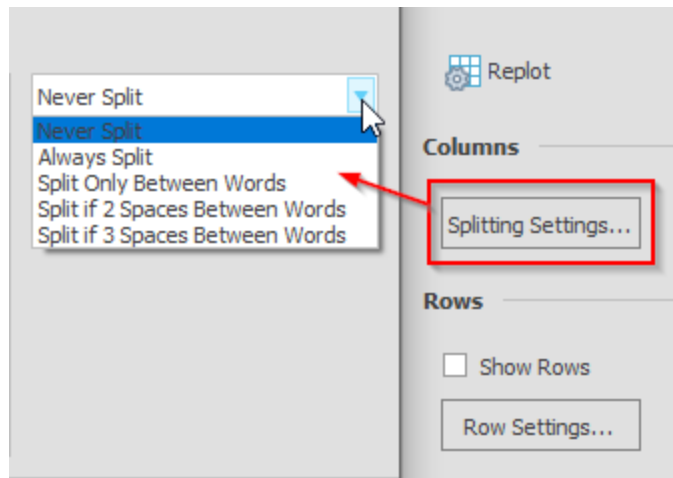 Never Split
Never Split
Always Split
Split Only Between Words
Split if 2 Spaces Between Words
Split if 3 Spaces Between Words
Replot
Columns
Splitting Settings...
Rows
Show Rows
Row Settings...